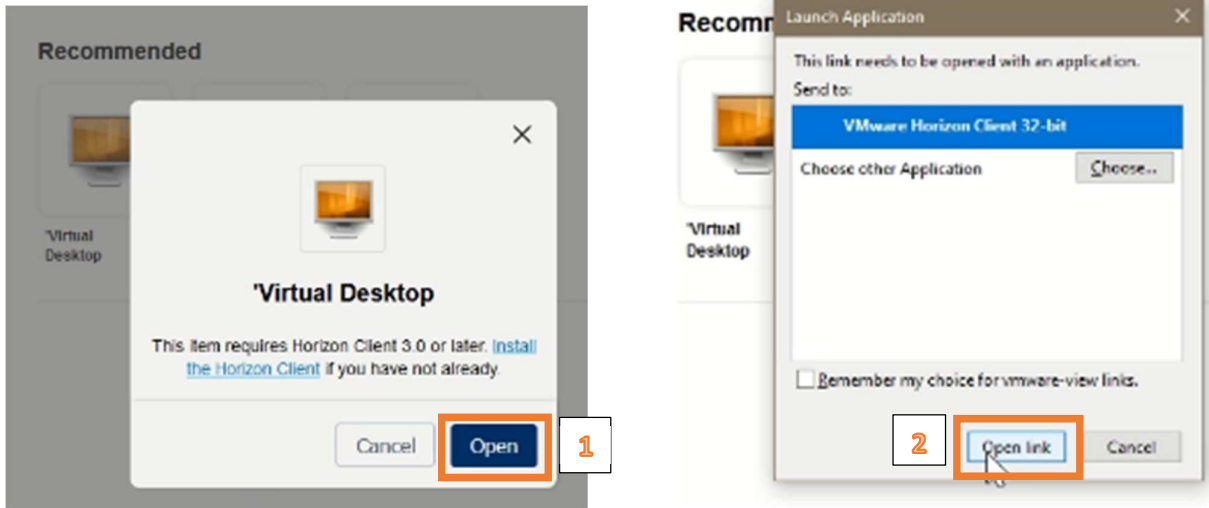 Recommended
'Virtual
Desktop
'Virtual Desktop
This item requires Horizon Client 3.0 or later. Install
the Horizon Client if you have not already.
Cancel
Open
1
Recomm
'Virtual
Desktop
Launch Application
This link needs to be opened with an application.
Send to:
VMware Horizon Client 32-bit
Choose other Application
Choose..
Remember my choice for vmware-view links.
2
Open link
Cancel